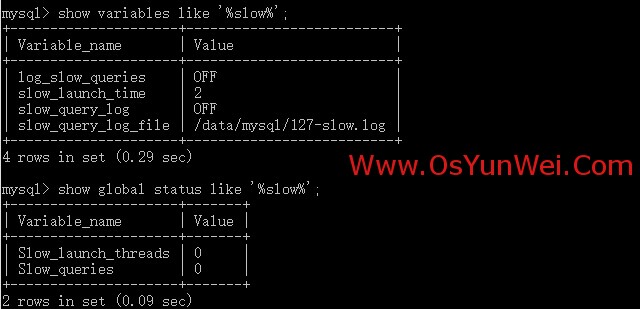 mysql> show variables like '%slow%';
+---------------------+--------------------------+
| Variable_name | Value |
+---------------------+--------------------------+
| log_slow_queries | OFF |
| slow_launch_time | 2 |
| slow_query_log | OFF |
| slow_query_log_file | /data/mysql/127-slow.log |
+---------------------+--------------------------+
4 rows in set (0.29 sec)
Www.OsYunWei.Com
mysql> show global status like '%slow%';
+---------------------+-------+
| Variable_name | Value |
+---------------------+-------+
| Slow_launch_threads | 0 |
| Slow_queries | 0 |
+---------------------+-------+
2 rows in set (0.09 sec)